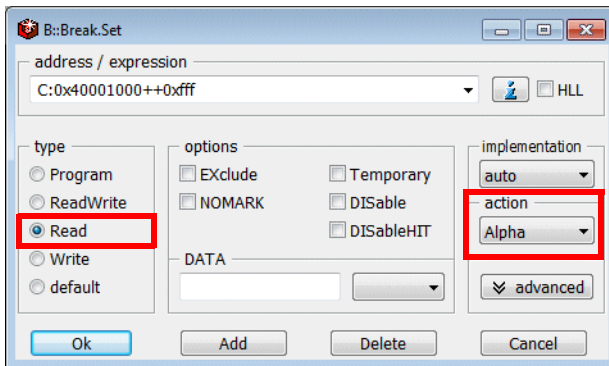 B::Break.Set
address / expression
C:0x40001000++0xfff
HLL
type
Program
ReadWrite
Read
Write
default
options
EXclude
Temporary
NOMARK
DISable
DISableHIT
DATA
implementation
auto
action
Alpha
advanced
Ok
Add
Delete
Cancel